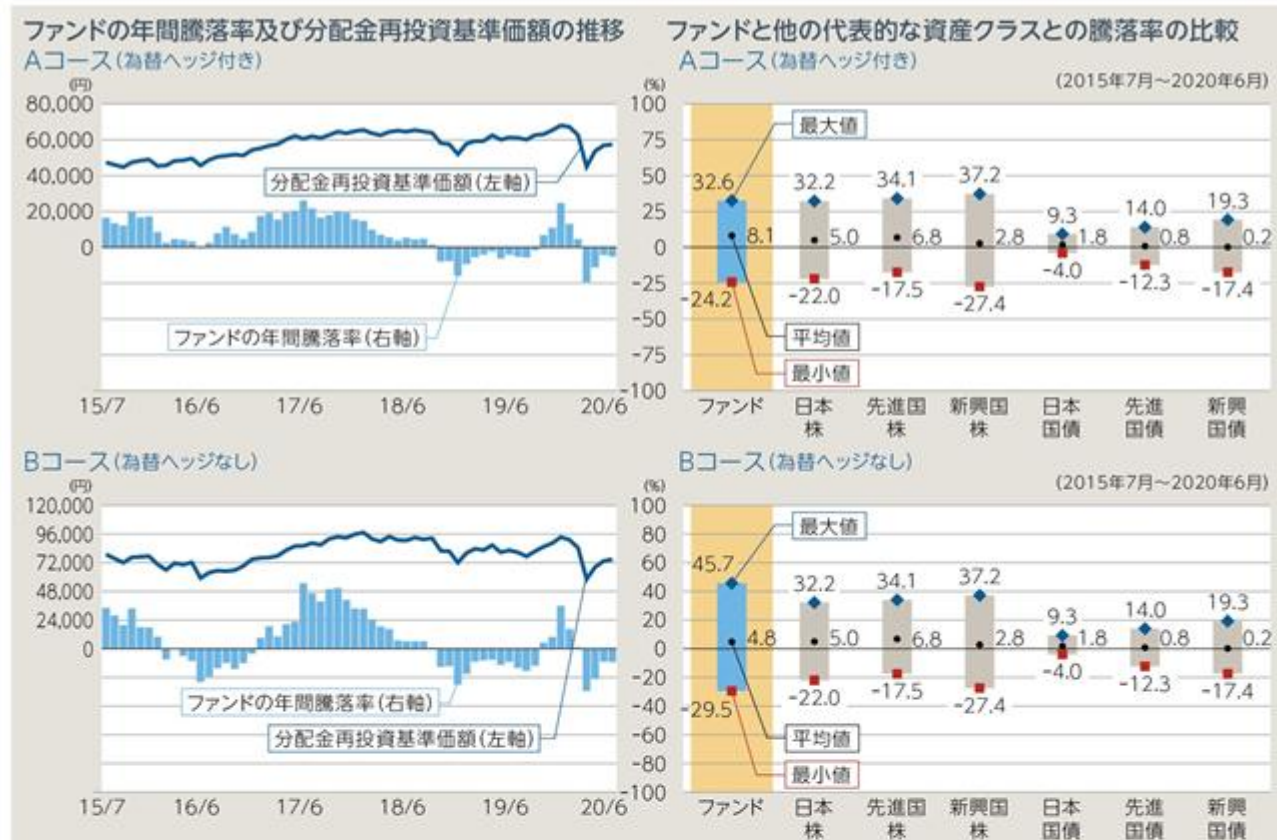 ファンドの年間騰落率及び分配金再投資基準価額の推移
Aコース(為替ヘッジ付き)
(円)
(%)
80,000
60,000
40,000
20,000
0
100
75
50
25
0
-25
-50
-75
-100
分配金再投資基準価額(左軸)
ファンドの年間騰落率(右軸)
15/7 16/6 17/6 18/6 19/6 20/6
ファンドと他の代表的な資産クラスとの騰落率の比較
Aコース(為替ヘッジ付き)
(2015年7月〜2020年6月)
最大値
32.6 32.2 34.1 37.2 9.3 14.0 19.3
8.1 5.0 6.8 2.8 1.8 0.8 0.2
-24.2 -22.0 -17.5 -27.4 -4.0 -12.3 -17.4
平均値
最小値
ファンド 日本 先進国 新興国 日本 先進 新興
株 株 株 国債 国債 国債
Bコース(為替ヘッジなし)
(円)
(%)
120,000
96,000
72,000
48,000
24,000
0
100
80
60
40
20
0
-20
-40
-60
-80
-100
ファンドの年間騰落率(右軸)
分配金再投資基準価額(左軸)
15/7 16/6 17/6 18/6 19/6 20/6
Bコース(為替ヘッジなし)
(2015年7月〜2020年6月)
最大値
45.7 32.2 34.1 37.2 9.3 14.0 19.3
4.8 5.0 6.8 2.8 1.8 0.8 0.2
-29.5 -22.0 -17.5 -27.4 -4.0 -12.3 -17.4
平均値
最小値
ファンド 日本 先進国 新興国 日本 先進 新興
株 株 株 国債 国債 国債